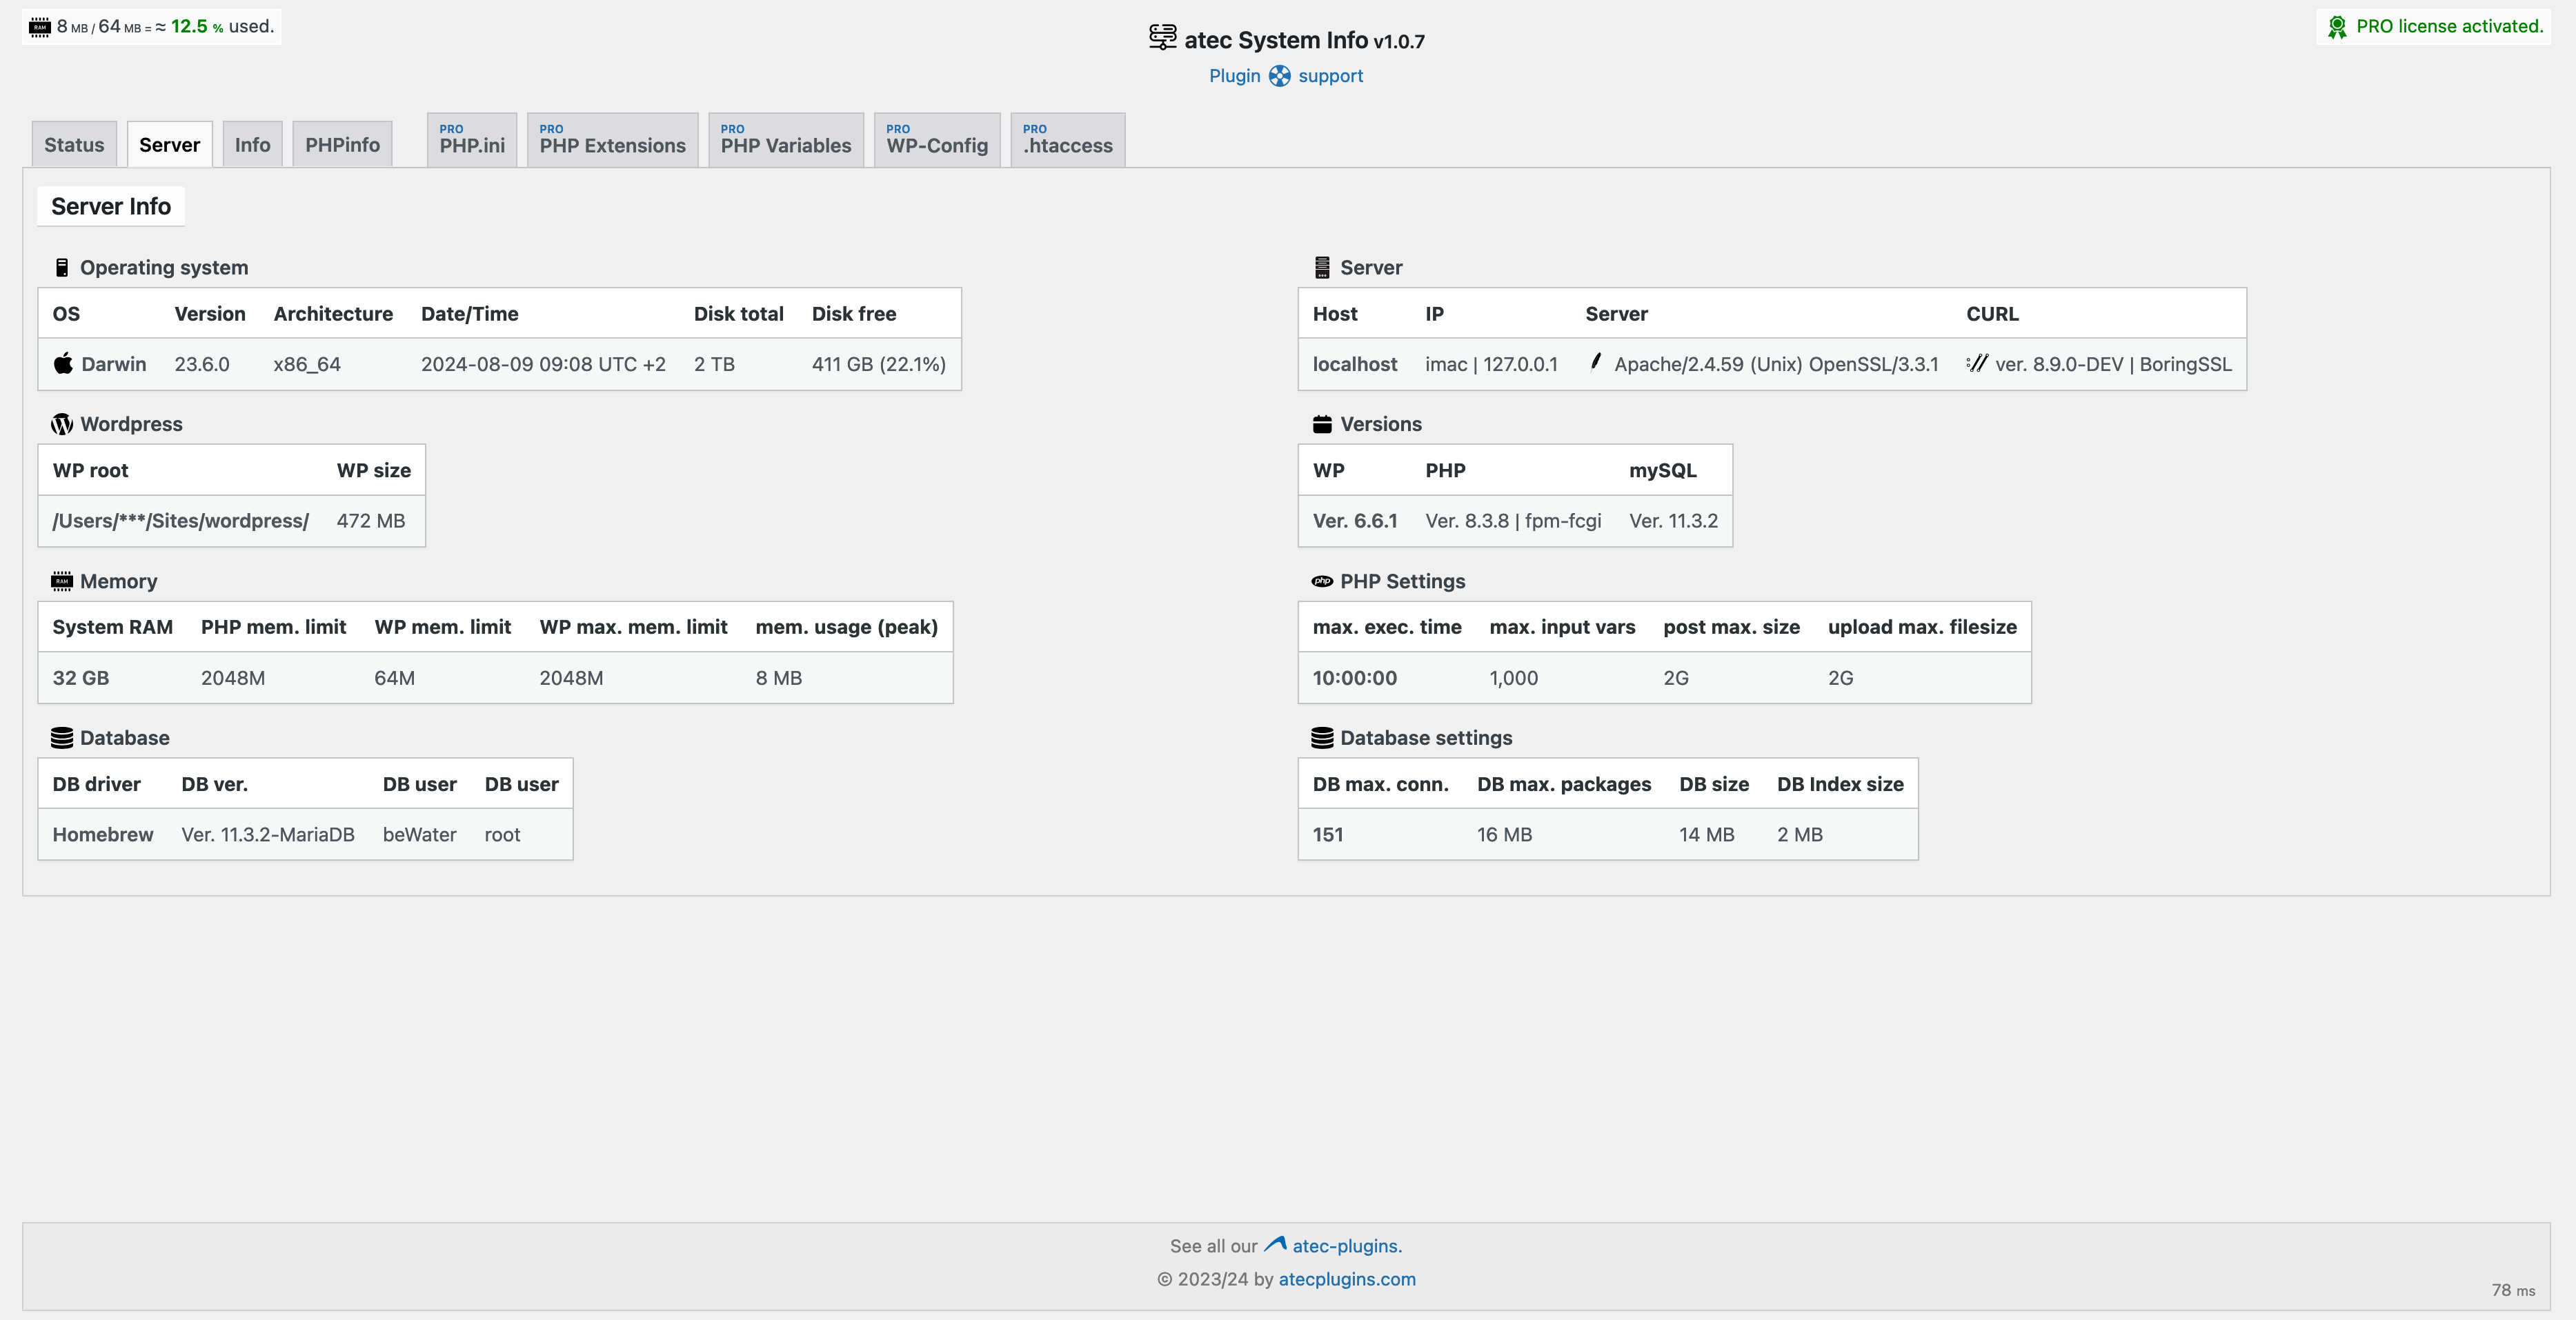 RAM 8 MB / 64 MB = ≈ 12.5 % used.
atec System Info v1.0.7
PRO license activated.
Plugin support
Status Server Info PHPinfo PRO PHP.ini PRO PHP Extensions PRO PHP Variables PRO WP-Config PRO .htaccess
Server Info
Operating system
OS Version Architecture Date/Time Disk total Disk free
Darwin 23.6.0 x86_64 2024-08-09 09:08 UTC +2 2 TB 411 GB (22.1%)
Server
Host IP Server CURL
localhost imac | 127.0.0.1 Apache/2.4.59 (Unix) OpenSSL/3.3.1 ver. 8.9.0-DEV | BoringSSL
Wordpress
WP root WP size
/Users/***/Sites/wordpress/ 472 MB
Versions
WP PHP mySQL
Ver. 6.6.1 Ver. 8.3.8 | fpm-fcgi Ver. 11.3.2
RAM Memory
System RAM PHP mem. limit WP mem. limit WP max. mem. limit mem. usage (peak)
32 GB 2048M 64M 2048M 8 MB
php PHP Settings
max. exec. time max. input vars post max. size upload max. filesize
10:00:00 1,000 2G 2G
Database
DB driver DB ver. DB user DB user
Homebrew Ver. 11.3.2-MariaDB beWater root
Database settings
DB max. conn. DB max. packages DB size DB Index size
151 16 MB 14 MB 2 MB
See all our atec-plugins.
© 2023/24 by atecplugins.com
78 ms